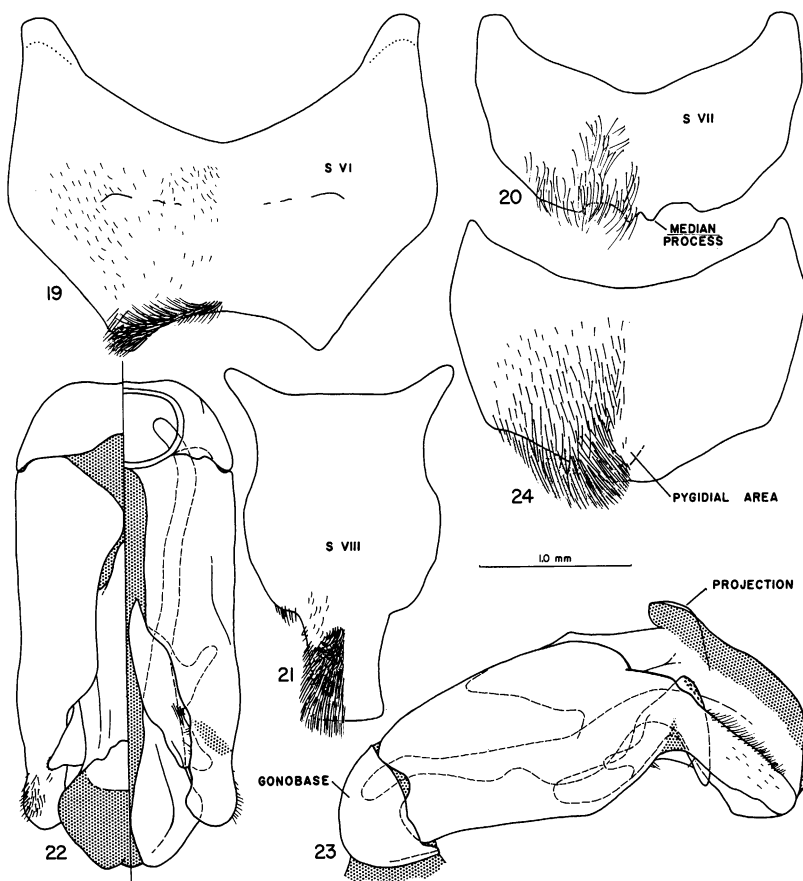 S VI
19
S VII
20
MEDIAN
PROCESS
24
PYGIDIAL AREA
1.0 mm
S VIII
21
22
GONOBASE
23
PROJECTION